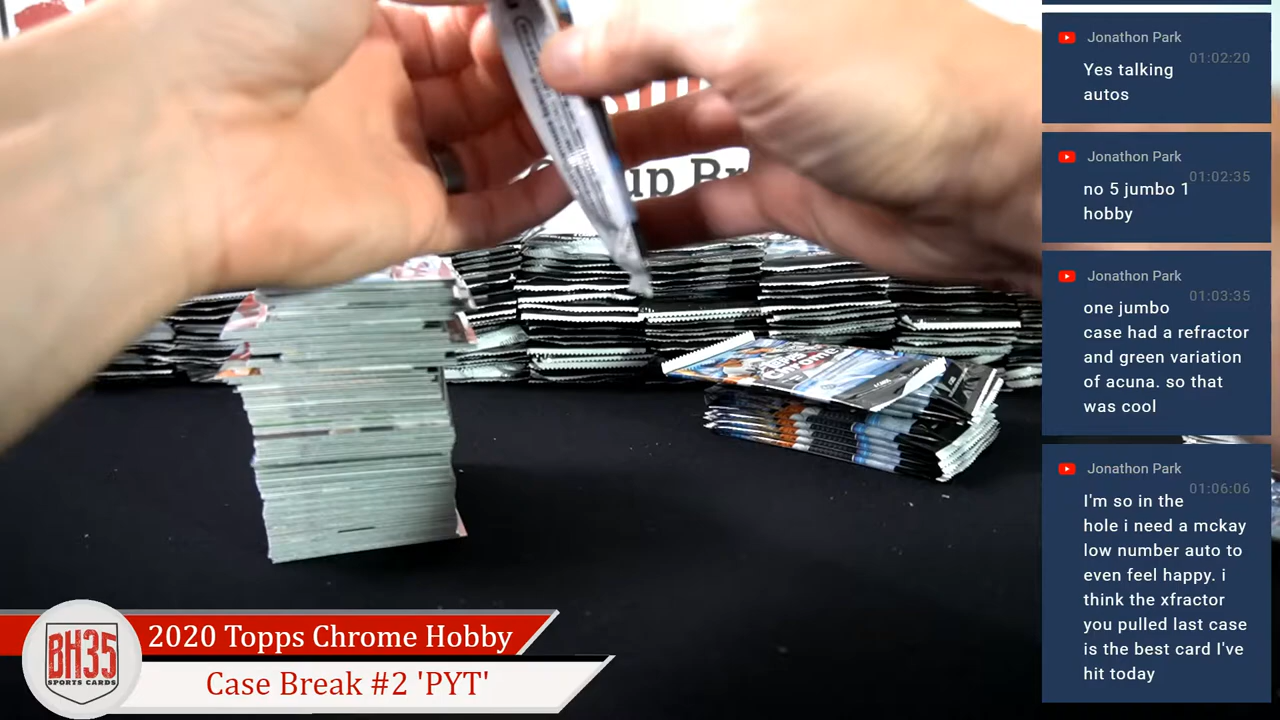 up Br
Chrome
2020 Topps Chrome Hobby
Case Break #2 'PYT'
BH35
SPORTS CARDS
Jonathon Park
01:02:20
Yes talking
autos
Jonathon Park
01:02:35
no 5 jumbo 1
hobby
Jonathon Park
01:03:35
one jumbo
case had a refractor
and green variation
of acuna. so that
was cool
Jonathon Park
01:06:06
I'm so in the
hole i need a mckay
low number auto to
even feel happy. i
think the xfractor
you pulled last case
is the best card I've
hit today